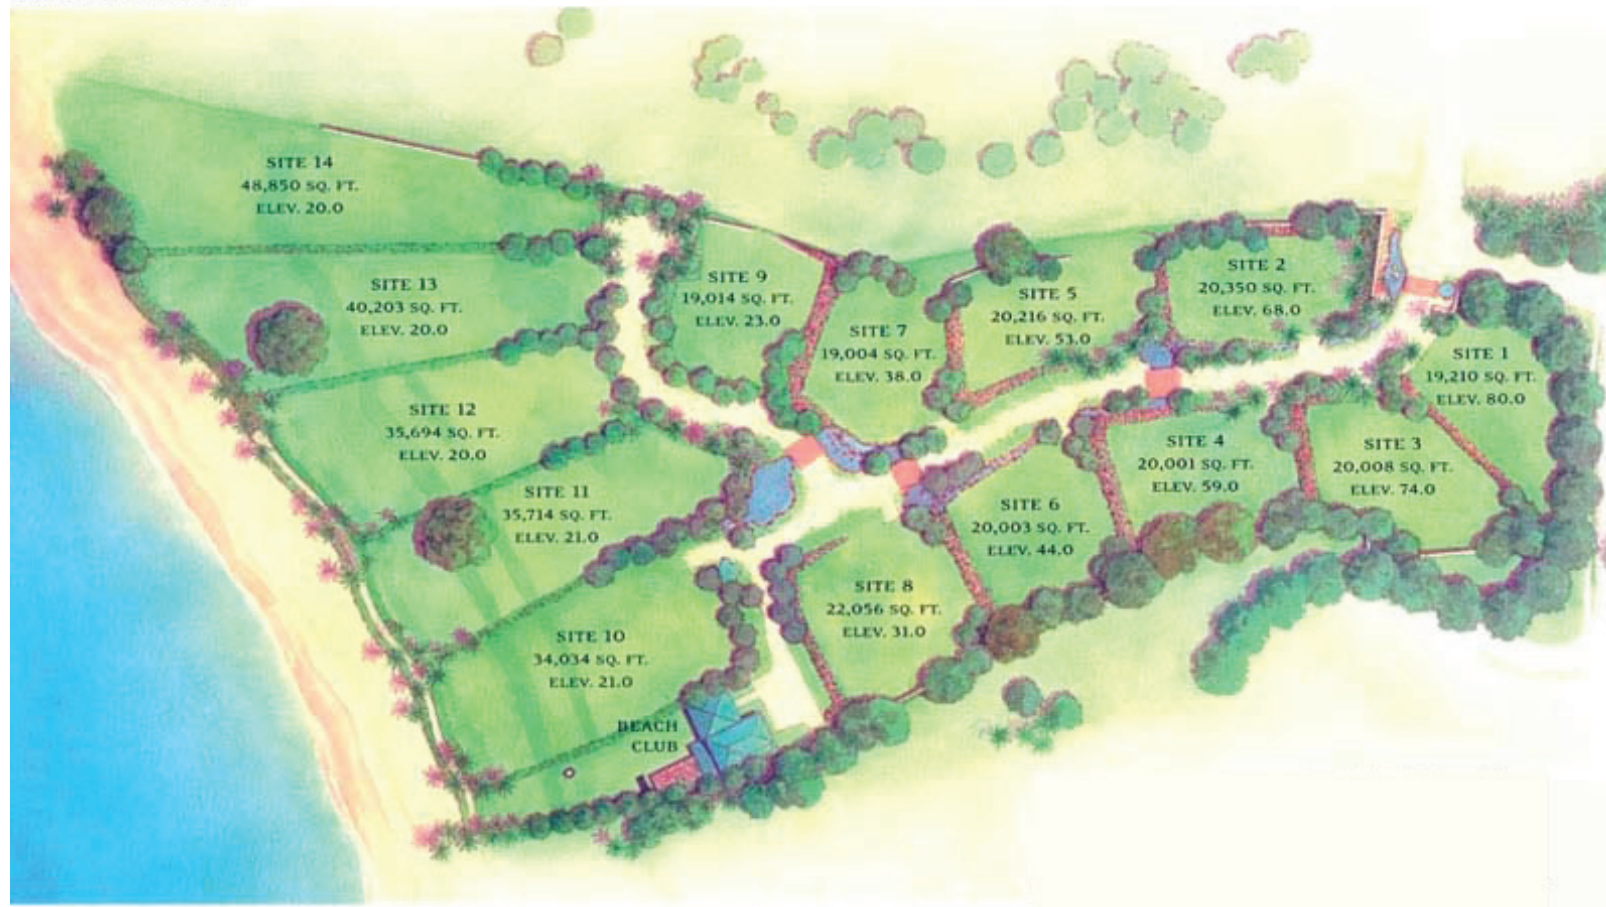 SITE 14
48,850 SQ. FT.
ELEV. 20.0
SITE 13
40,203 SQ. FT.
ELEV. 20.0
SITE 12
35,694 SQ. FT.
ELEV. 20.0
SITE 11
35,714 SQ. FT.
ELEV. 21.0
SITE 10
34,034 SQ. FT.
ELEV. 21.0
BEACH
CLUB
SITE 9
19,014 SQ. FT.
ELEV. 23.0
SITE 7
19,004 SQ. FT.
ELEV. 38.0
SITE 8
22,056 SQ. FT.
ELEV. 31.0
SITE 5
20,216 SQ. FT.
ELEV. 53.0
SITE 6
20,003 SQ. FT.
ELEV. 44.0
SITE 2
20,350 SQ. FT.
ELEV. 68.0
SITE 4
20,001 SQ. FT.
ELEV. 59.0
SITE 3
20,008 SQ. FT.
ELEV. 74.0
SITE 1
19,210 SQ. FT.
ELEV. 80.0